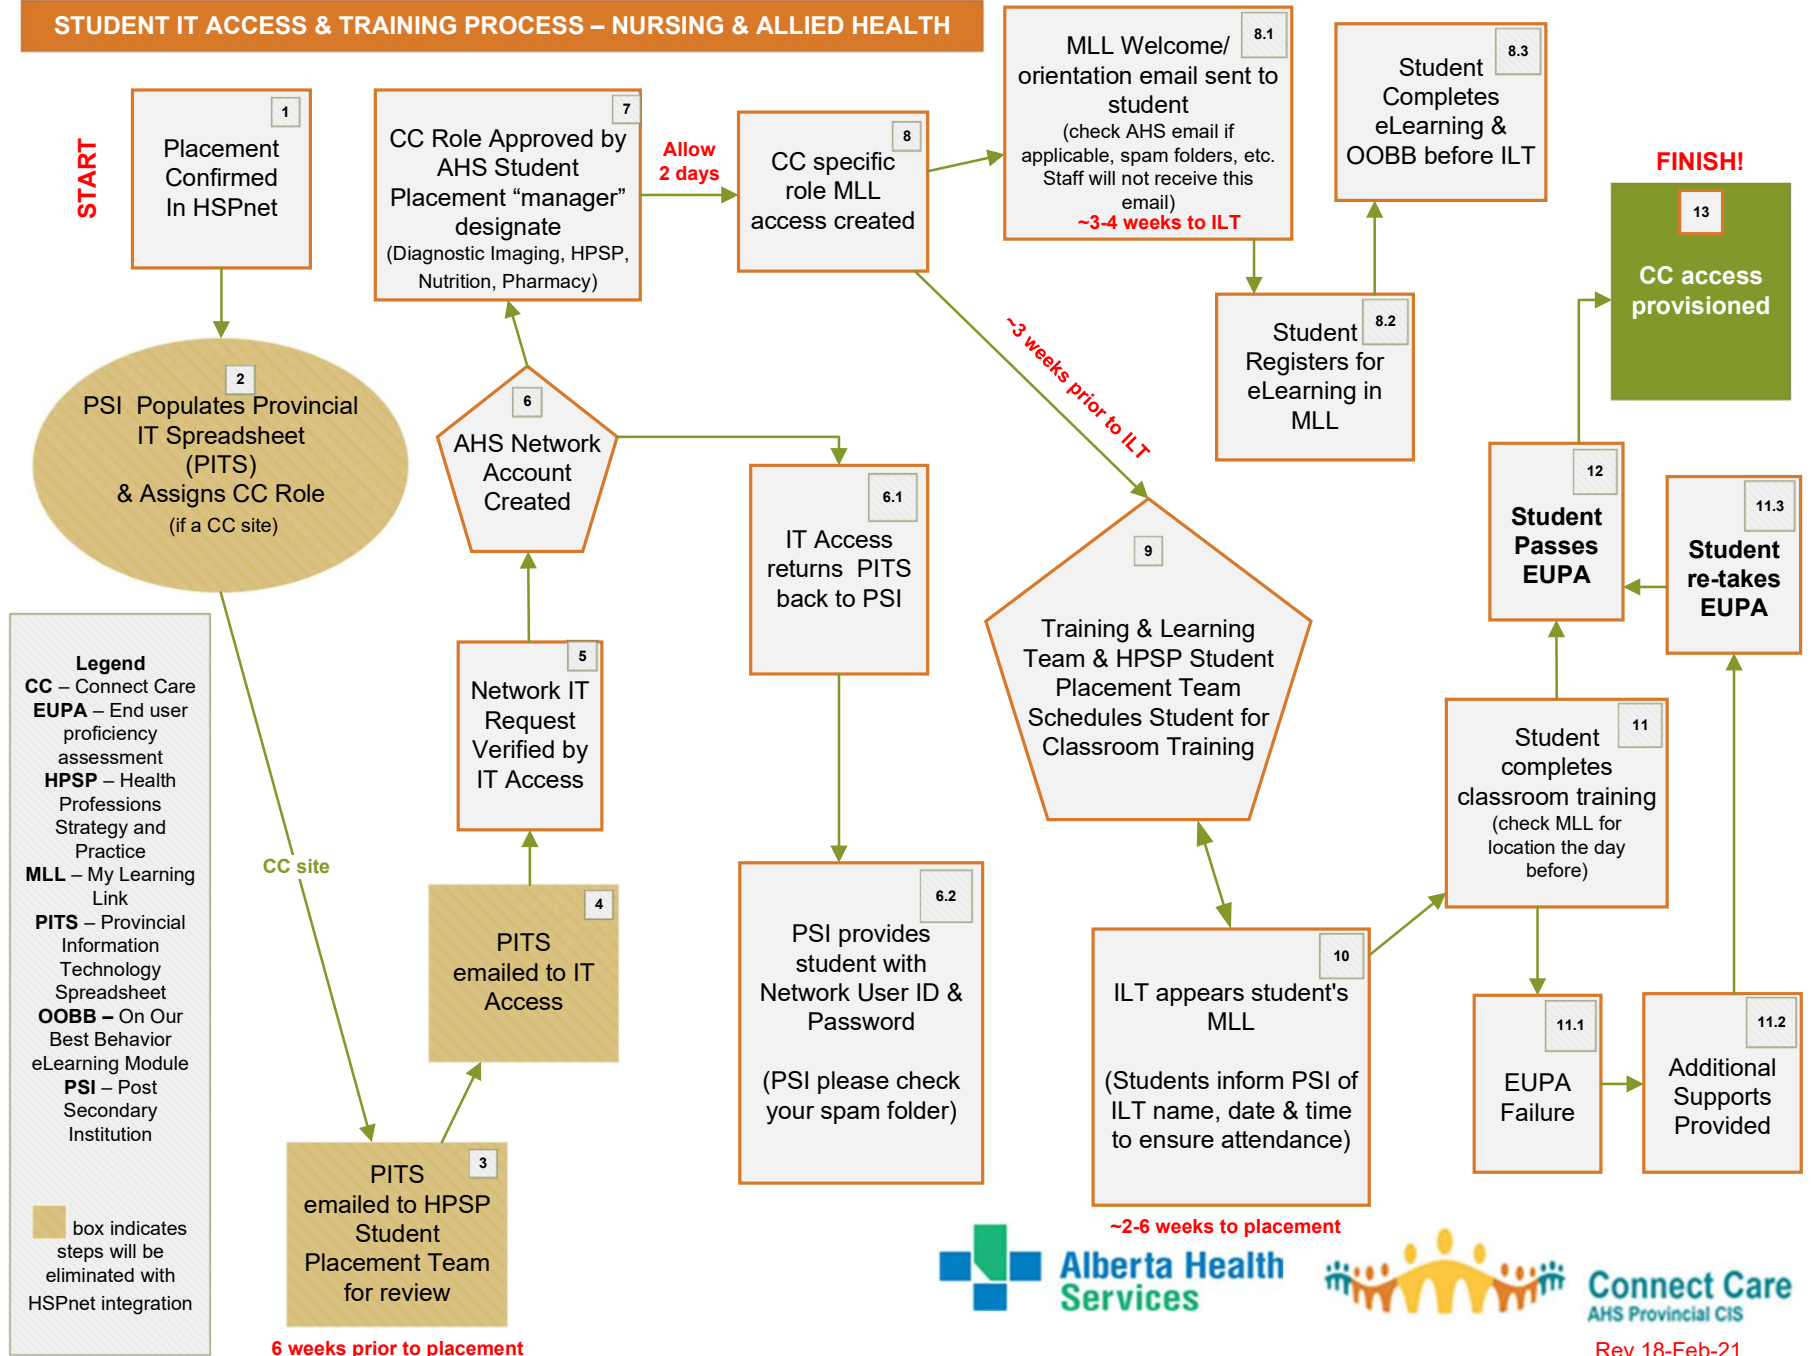 STUDENT IT ACCESS & TRAINING PROCESS – NURSING & ALLIED HEALTH
START
1
Placement
Confirmed
In HSPnet
2
PSI Populates Provincial
IT Spreadsheet
(PITS)
& Assigns CC Role
(if a CC site)
CC site
3
PITS
emailed to HPSP
Student
Placement Team
for review
6 weeks prior to placement
4
PITS
emailed to IT
Access
5
Network IT
Request
Verified by
IT Access
6
AHS Network
Account
Created
6.1
IT Access
returns PITS
back to PSI
6.2
PSI provides
student with
Network User ID &
Password
(PSI please check
your spam folder)
7
CC Role Approved by
AHS Student
Placement “manager”
designate
(Diagnostic Imaging, HPSP,
Nutrition, Pharmacy)
Allow
2 days
8
CC specific
role MLL
access created
8.1
MLL Welcome/
orientation email sent to
student
(check AHS email if
applicable, spam folders, etc.
Staff will not receive this
email)
~3-4 weeks to ILT
8.2
Student
Registers for
eLearning in
MLL
8.3
Student
Completes
eLearning &
OOBB before ILT
~3 weeks prior to ILT
9
Training & Learning
Team & HPSP Student
Placement Team
Schedules Student for
Classroom Training
10
ILT appears student's
MLL
(Students inform PSI of
ILT name, date & time
to ensure attendance)
~2-6 weeks to placement
11
Student
completes
classroom training
(check MLL for
location the day
before)
11.1
EUPA
Failure
11.2
Additional
Supports
Provided
11.3
Student
re-takes
EUPA
12
Student
Passes
EUPA
FINISH!
13
CC access
provisioned
Legend
CC – Connect Care
EUPA – End user
proficiency
assessment
HPSP – Health
Professions
Strategy and
Practice
MLL – My Learning
Link
PITS – Provincial
Information
Technology
Spreadsheet
OOBB – On Our
Best Behavior
eLearning Module
PSI – Post
Secondary
Institution
box indicates
steps will be
eliminated with
HSPnet integration
Alberta Health
Services
Connect Care
AHS Provincial CIS
Rev 18-Feb-21